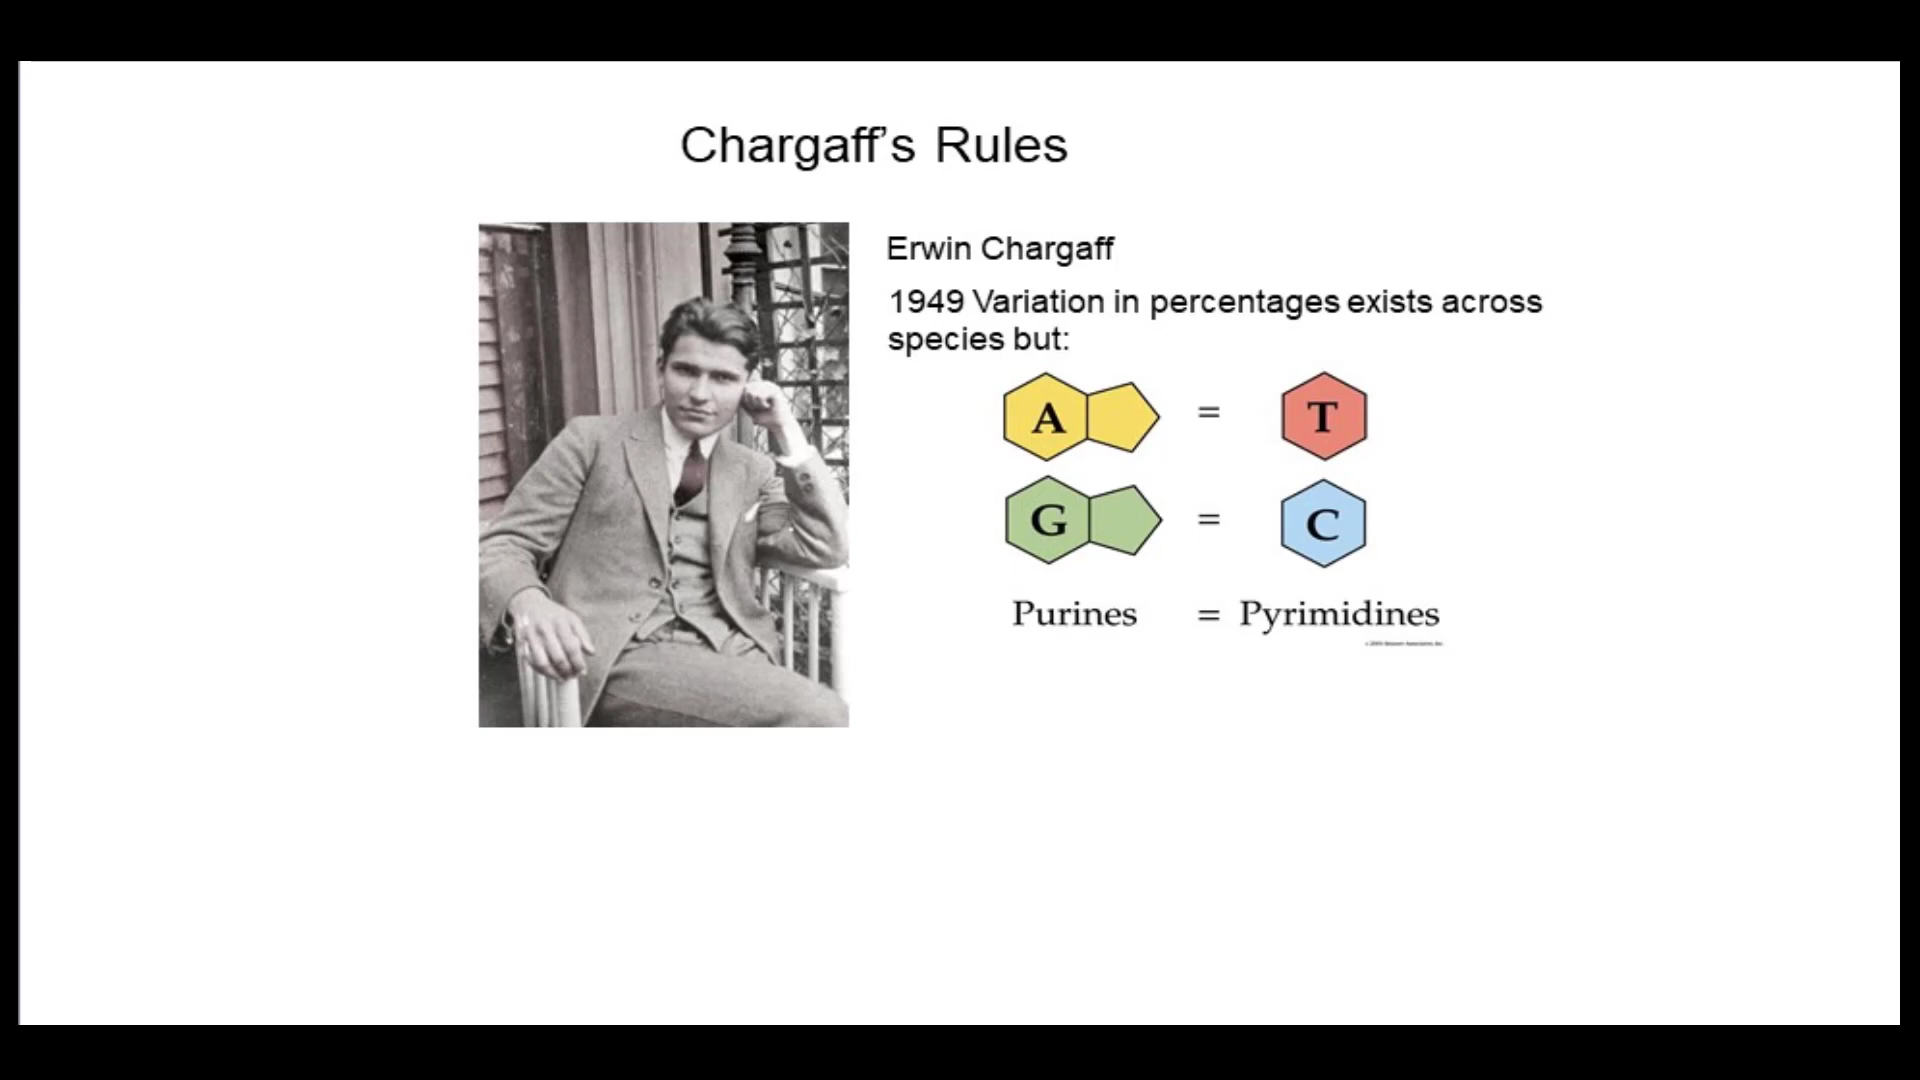 Chargaff's Rules
Erwin Chargaff
1949 Variation in percentages exists across
species but:
A = T
G = C
Purines = Pyrimidines